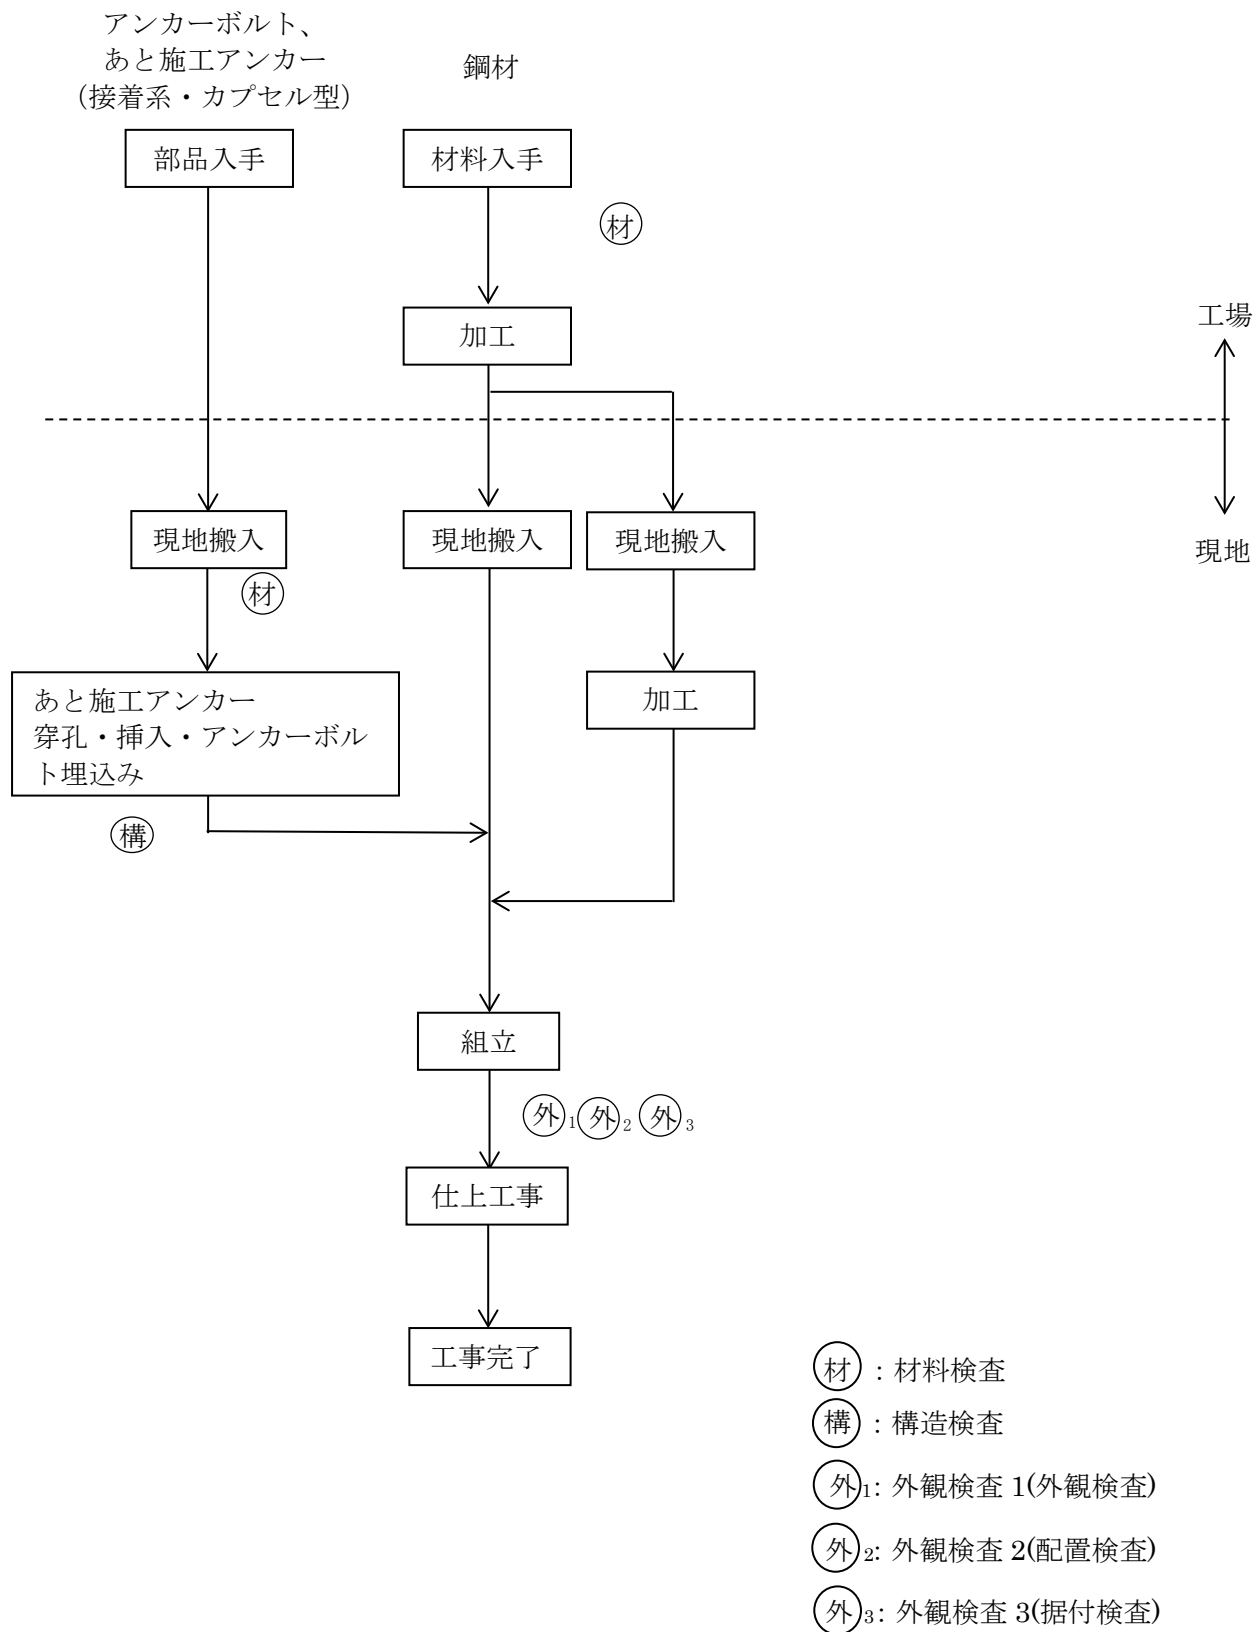 アンカーボルト、
あと施工アンカー
(接着系・カプセル型)
鋼材
部品入手
材料入手
材
加工
工場
現地搬入
現地搬入
現地搬入
現地
材
あと施工アンカー
穿孔・挿入・アンカーボル
ト埋込み
加工
構
組立
外1外2 外3
仕上工事
工事完了
材 : 材料検査
構 : 構造検査
外1: 外観検査 1(外観検査)
外2: 外観検査 2(配置検査)
外3: 外観検査 3(据付検査)